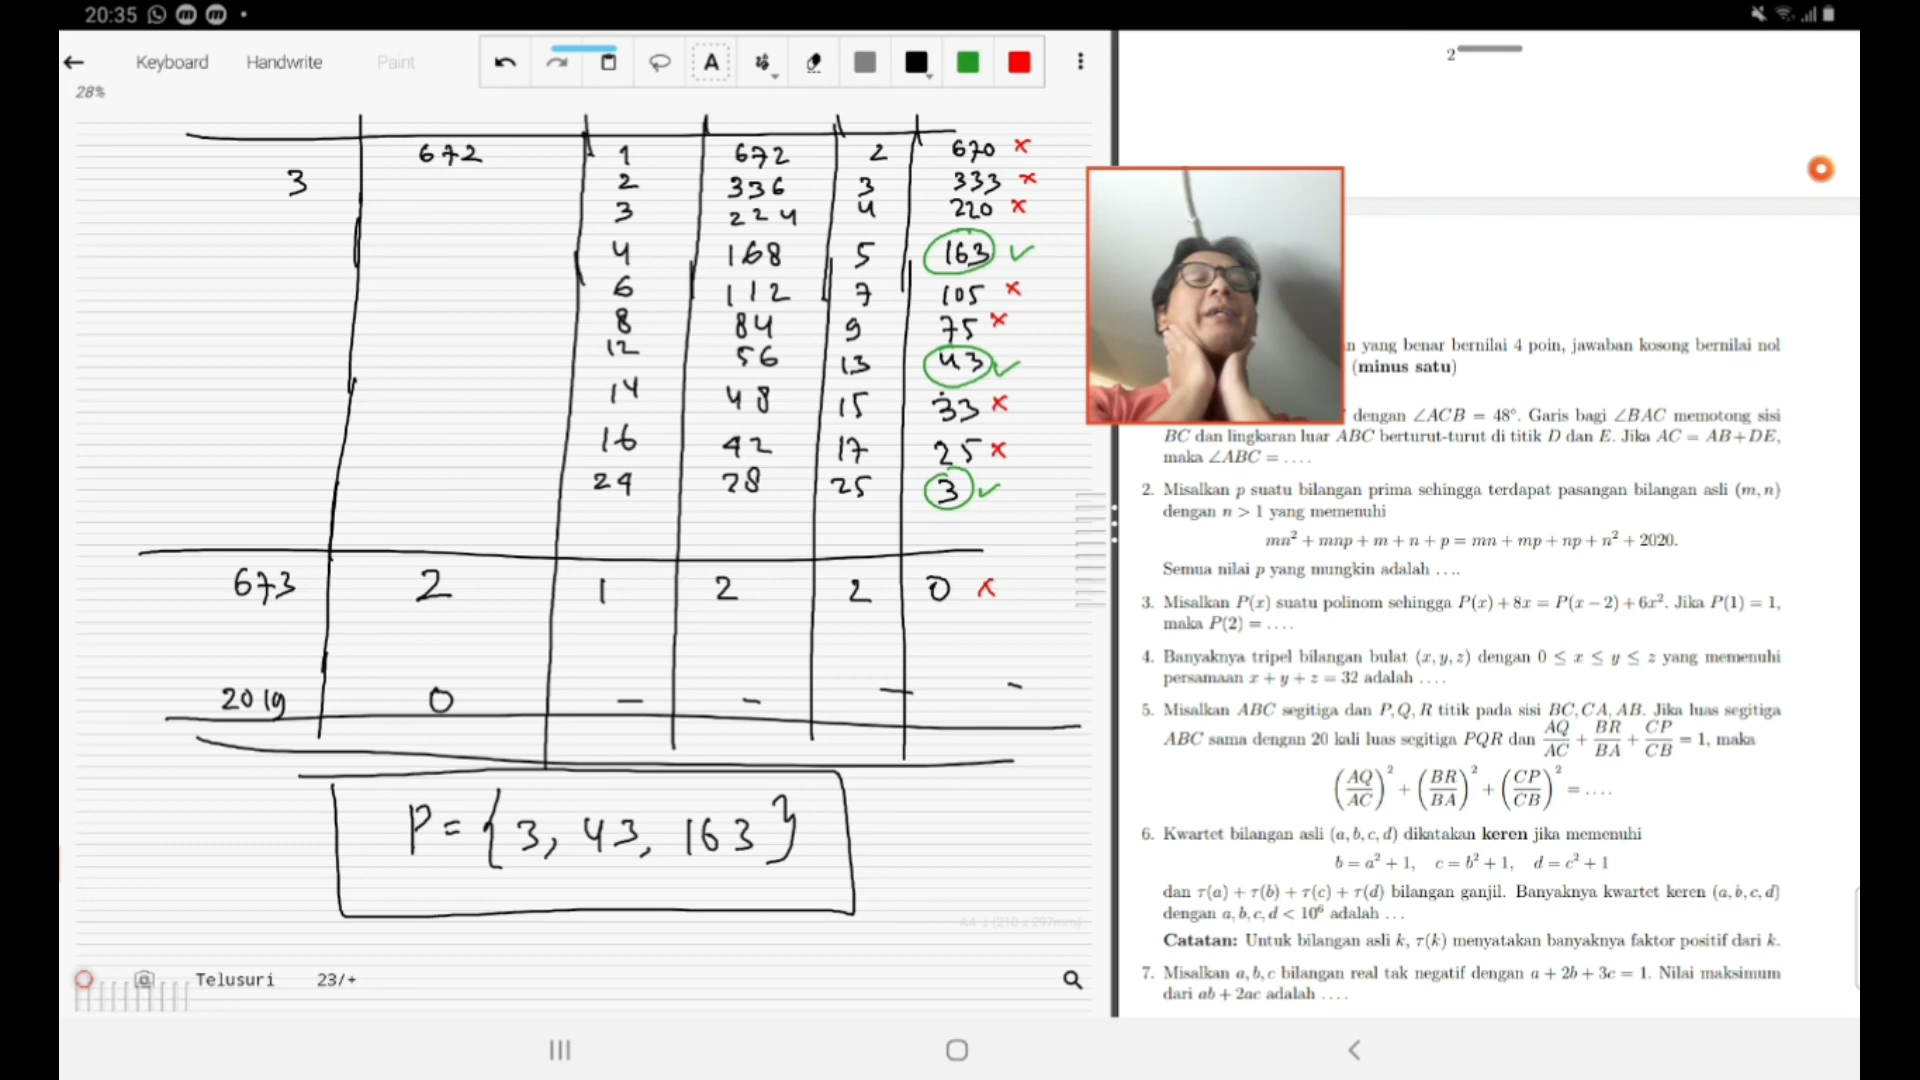 20:35
Keyboard Handwrite Paint A
28%
672 1 672 2 670 x
3 2 336 3 333 x
3 224 4 220 x
4 168 5 163 ✓
6 112 7 105 x
8 84 9 75 x
12 56 13 43 ✓
14 48 15 33 x
16 42 17 25 x
24 28 25 3 ✓
673 2 1 2 2 0 x
2019 0 – – – -
P = {3, 43, 163}
A4 ↓ (210 x 297mm)
Telusuri 23/+
2
n yang benar bernilai 4 poin, jawaban kosong bernilai nol
(minus satu)
dengan ∠ACB = 48°. Garis bagi ∠BAC memotong sisi
BC dan lingkaran luar ABC berturut-turut di titik D dan E. Jika AC = AB+DE,
maka ∠ABC = ....
2. Misalkan p suatu bilangan prima sehingga terdapat pasangan bilangan asli (m, n)
dengan n > 1 yang memenuhi
mn² + mnp + m + n + p = mn + mp + np + n² + 2020.
Semua nilai p yang mungkin adalah ....
3. Misalkan P(x) suatu polinom sehingga P(x) + 8x = P(x − 2) + 6x². Jika P(1) = 1,
maka P(2) = ....
4. Banyaknya tripel bilangan bulat (x, y, z) dengan 0 ≤ x ≤ y ≤ z yang memenuhi
persamaan x + y + z = 32 adalah ....
5. Misalkan ABC segitiga dan P, Q, R titik pada sisi BC, CA, AB. Jika luas segitiga
ABC sama dengan 20 kali luas segitiga PQR dan AQ/AC + BR/BA + CP/CB = 1, maka
(AQ/AC)² + (BR/BA)² + (CP/CB)² = ....
6. Kwartet bilangan asli (a, b, c, d) dikatakan keren jika memenuhi
b = a² + 1, c = b² + 1, d = c² + 1
dan τ(a) + τ(b) + τ(c) + τ(d) bilangan ganjil. Banyaknya kwartet keren (a, b, c, d)
dengan a, b, c, d < 10⁶ adalah ...
Catatan: Untuk bilangan asli k, τ(k) menyatakan banyaknya faktor positif dari k.
7. Misalkan a, b, c bilangan real tak negatif dengan a + 2b + 3c = 1. Nilai maksimum
dari ab + 2ac adalah ....